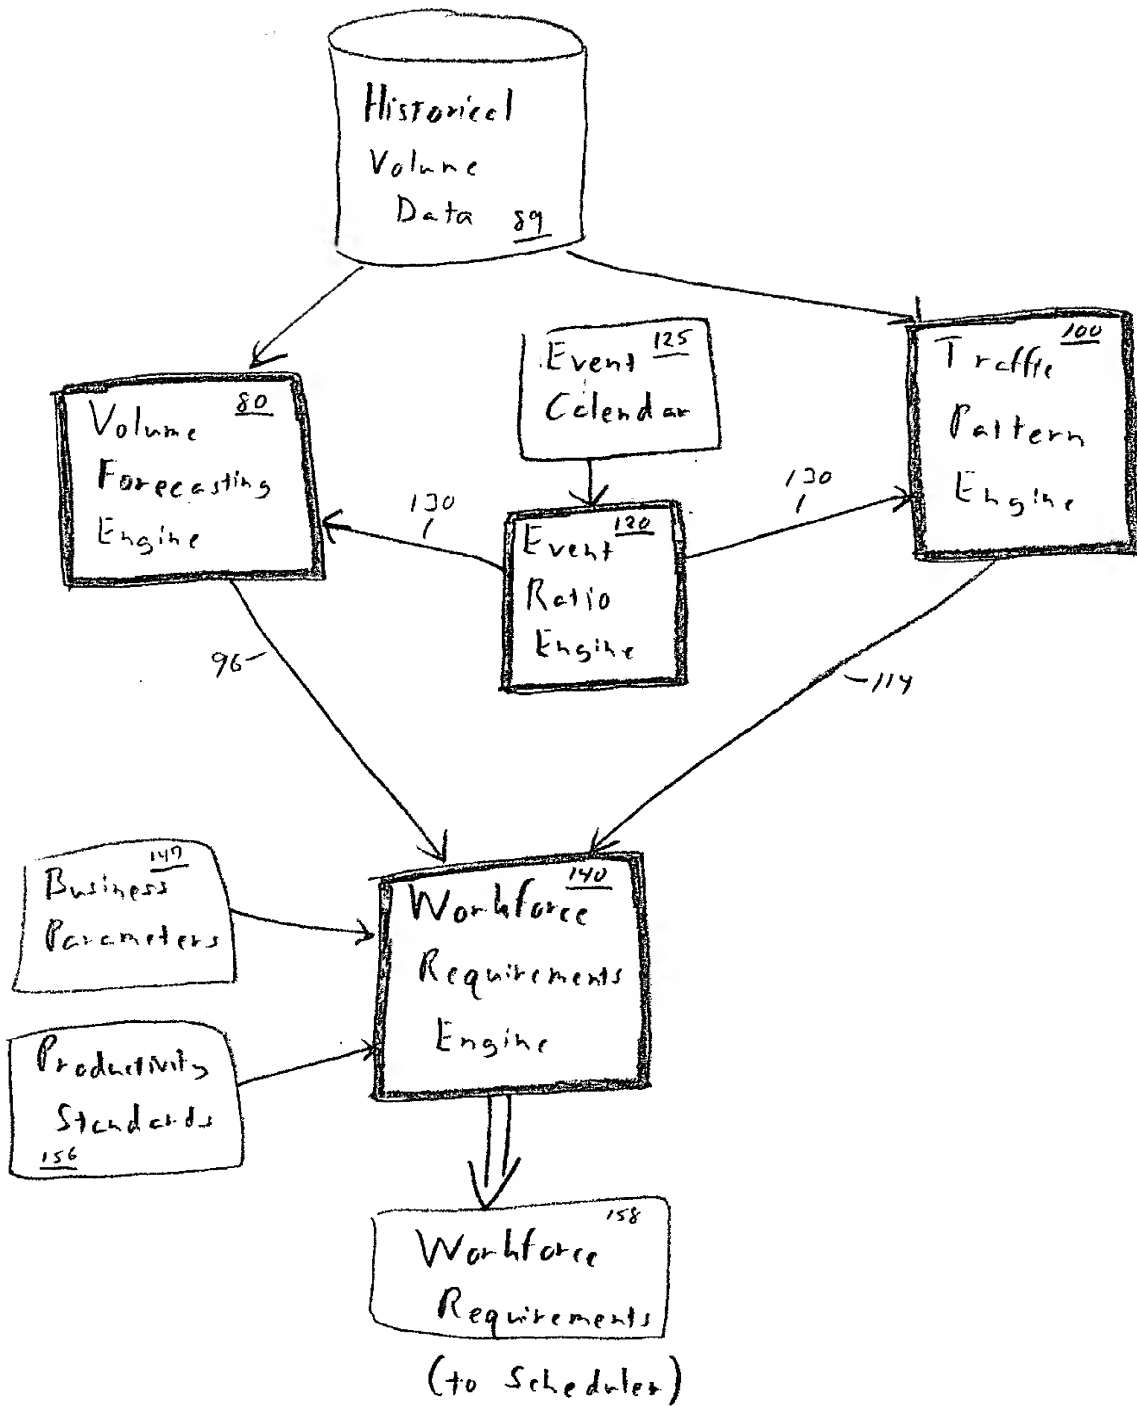 Historical
Volume
Data 89
Event 125
Calendar
Traffic 100
Pattern
Engine
Volume 80
Forecasting
Engine
130
130
Event 120
Ratio
Engine
96
114
Business 147
Parameters
Workforce 140
Requirements
Engine
Productivity
Standards
156
Workforce 158
Requirements
(to Scheduler)